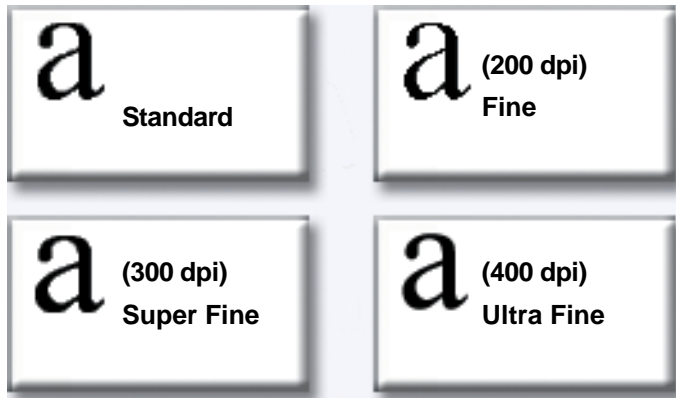 a
Standard
a
(200 dpi)
Fine
a
(300 dpi)
Super Fine
a
(400 dpi)
Ultra Fine